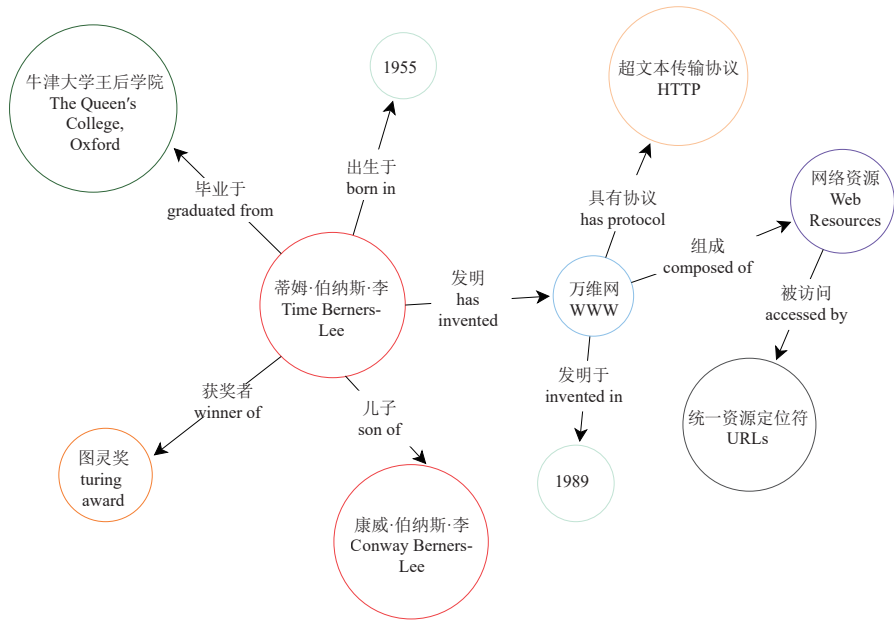 牛津大学王后学院
The Queen's
College,
Oxford
1955
超文本传输协议
HTTP
毕业于
graduated from
出生于
born in
具有协议
has protocol
网络资源
Web
Resources
组成
composed of
蒂姆·伯纳斯·李
Time Berners-
Lee
发明
has
invented
万维网
WWW
被访问
accessed by
获奖者
winner of
儿子
son of
发明于
invented in
统一资源定位符
URLs
图灵奖
turing
award
1989
康威·伯纳斯·李
Conway Berners-
Lee